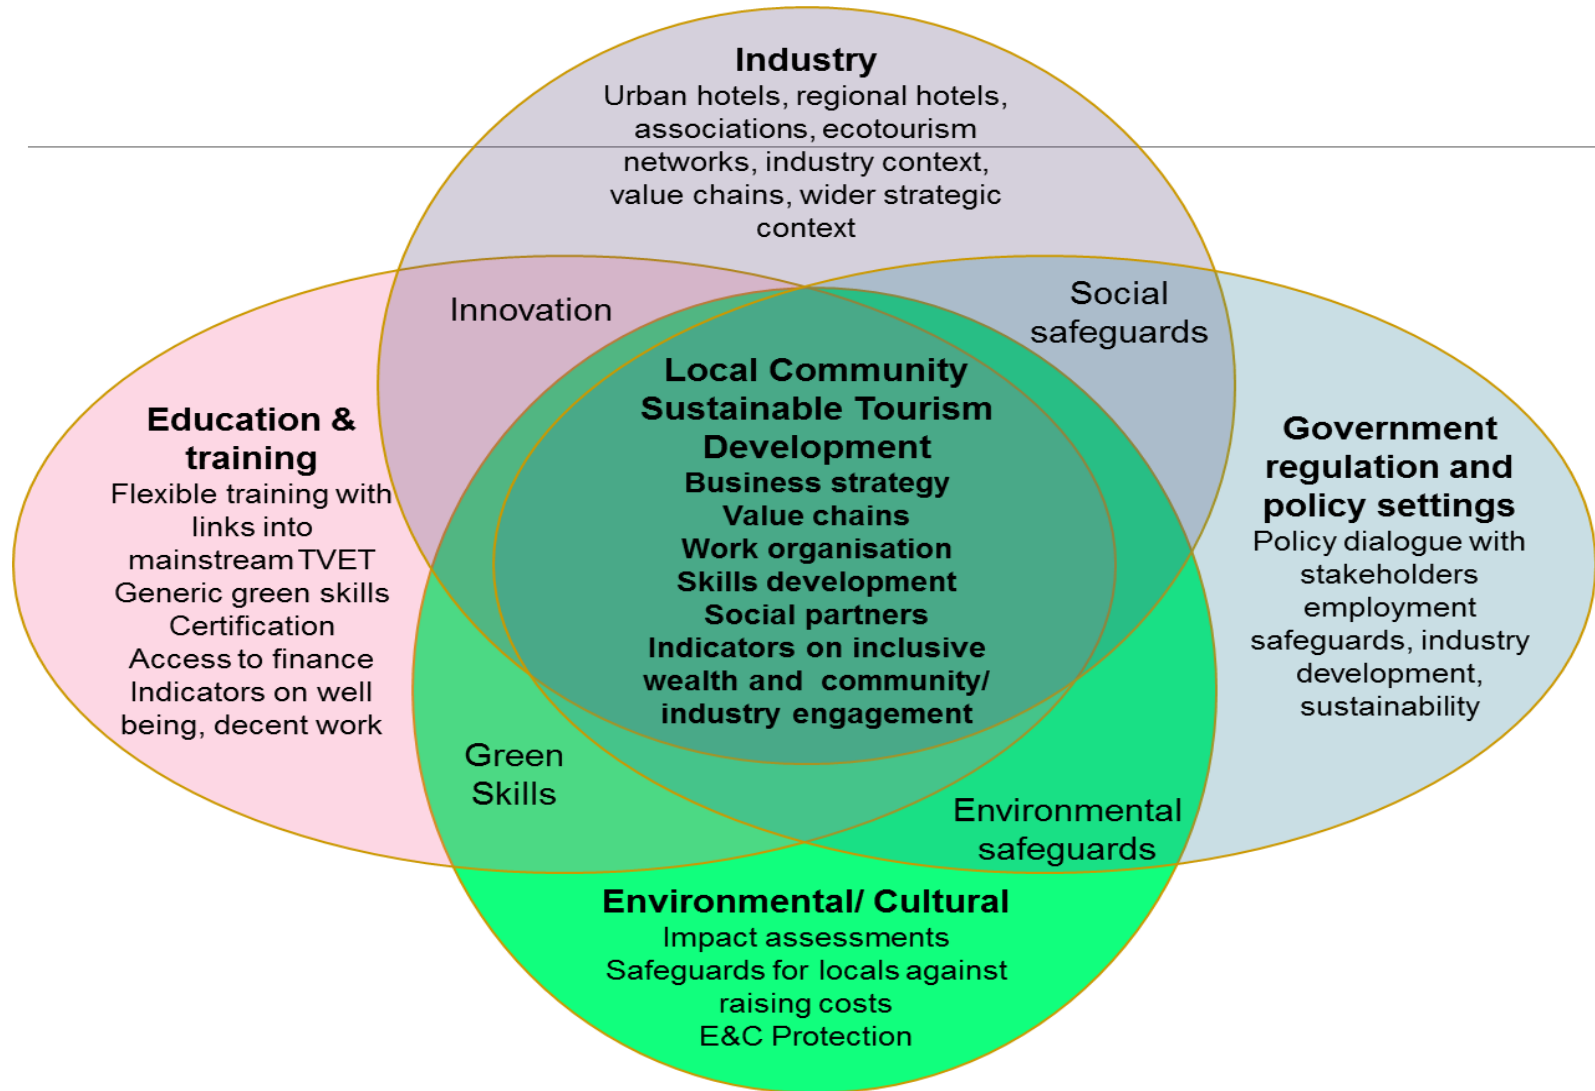 Industry
Urban hotels, regional hotels,
associations, ecotourism
networks, industry context,
value chains, wider strategic
context
Innovation
Social
safeguards
Education &
training
Flexible training with
links into
mainstream TVET
Generic green skills
Certification
Access to finance
Indicators on well
being, decent work
Local Community
Sustainable Tourism
Development
Business strategy
Value chains
Work organisation
Skills development
Social partners
Indicators on inclusive
wealth and community/
industry engagement
Government
regulation and
policy settings
Policy dialogue with
stakeholders
employment
safeguards, industry
development,
sustainability
Green
Skills
Environmental
safeguards
Environmental/ Cultural
Impact assessments
Safeguards for locals against
raising costs
E&C Protection